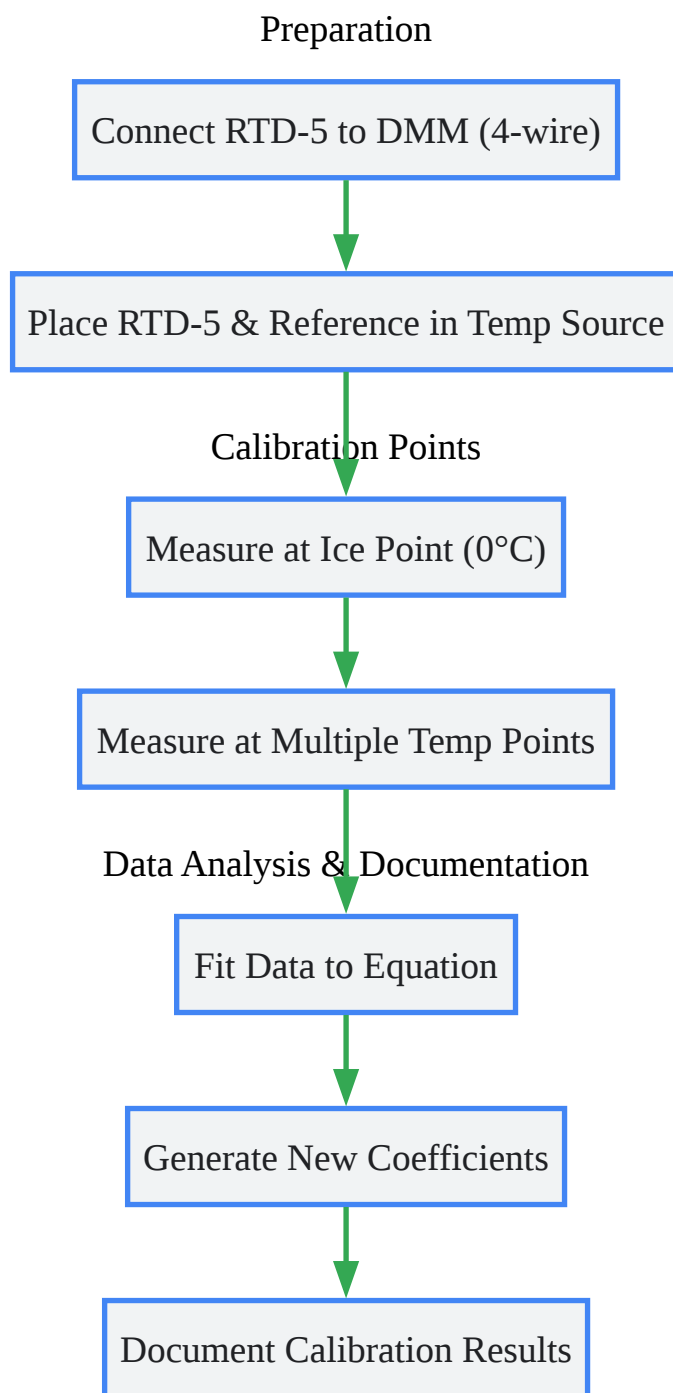 Preparation
Connect RTD-5 to DMM (4-wire)
Place RTD-5 & Reference in Temp Source
Calibration Points
Measure at Ice Point (0°C)
Measure at Multiple Temp Points
Data Analysis & Documentation
Fit Data to Equation
Generate New Coefficients
Document Calibration Results